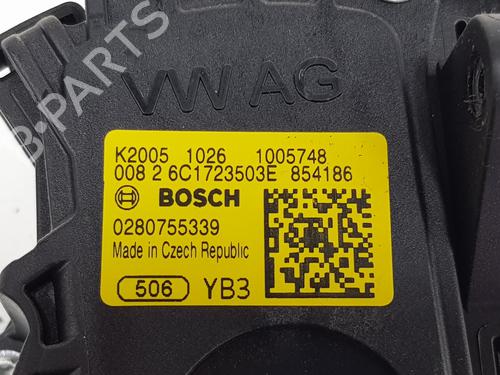 VW AG
K2005 1026 1005748
008 2 6C1723503E 854186
BOSCH
0280755339
Made in Czech Republic
506 YB3
B-PARTS